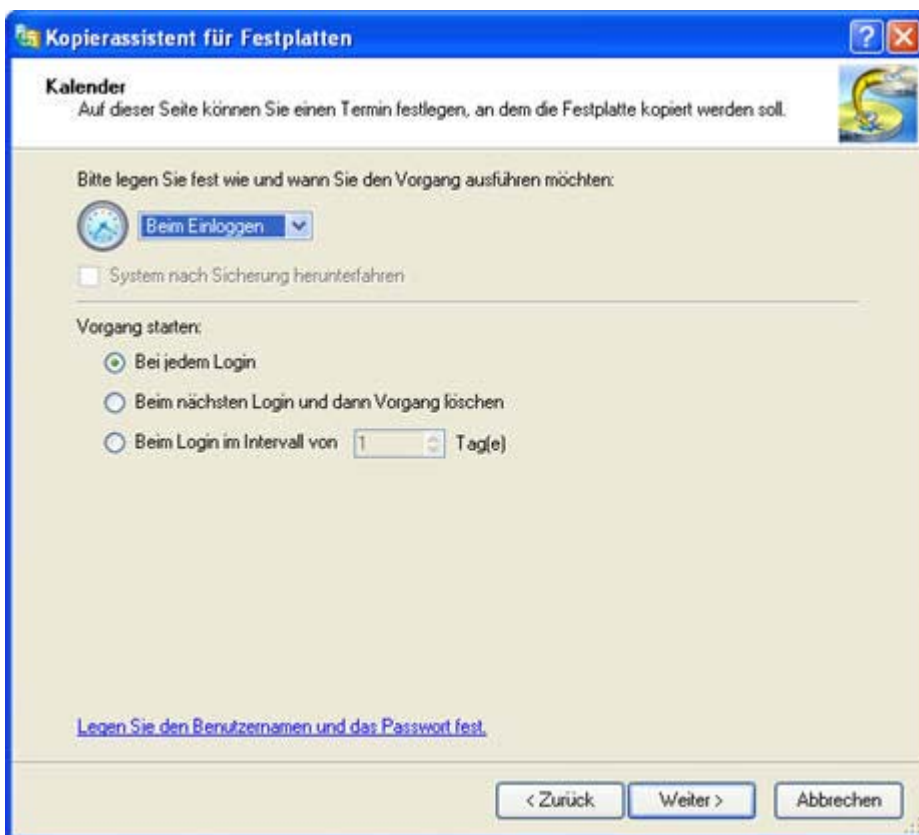 Kopierassistent für Festplatten
Kalender
Auf dieser Seite können Sie einen Termin festlegen, an dem die Festplatte kopiert werden soll.
Bitte legen Sie fest wie und wann Sie den Vorgang ausführen möchten:
Beim Einloggen
System nach Sicherung herunterfahren
Vorgang starten:
Bei jedem Login
Beim nächsten Login und dann Vorgang löschen
Beim Login im Intervall von 1 Tag(e)
Legen Sie den Benutzernamen und das Passwort fest.
< Zurück Weiter > Abbrechen